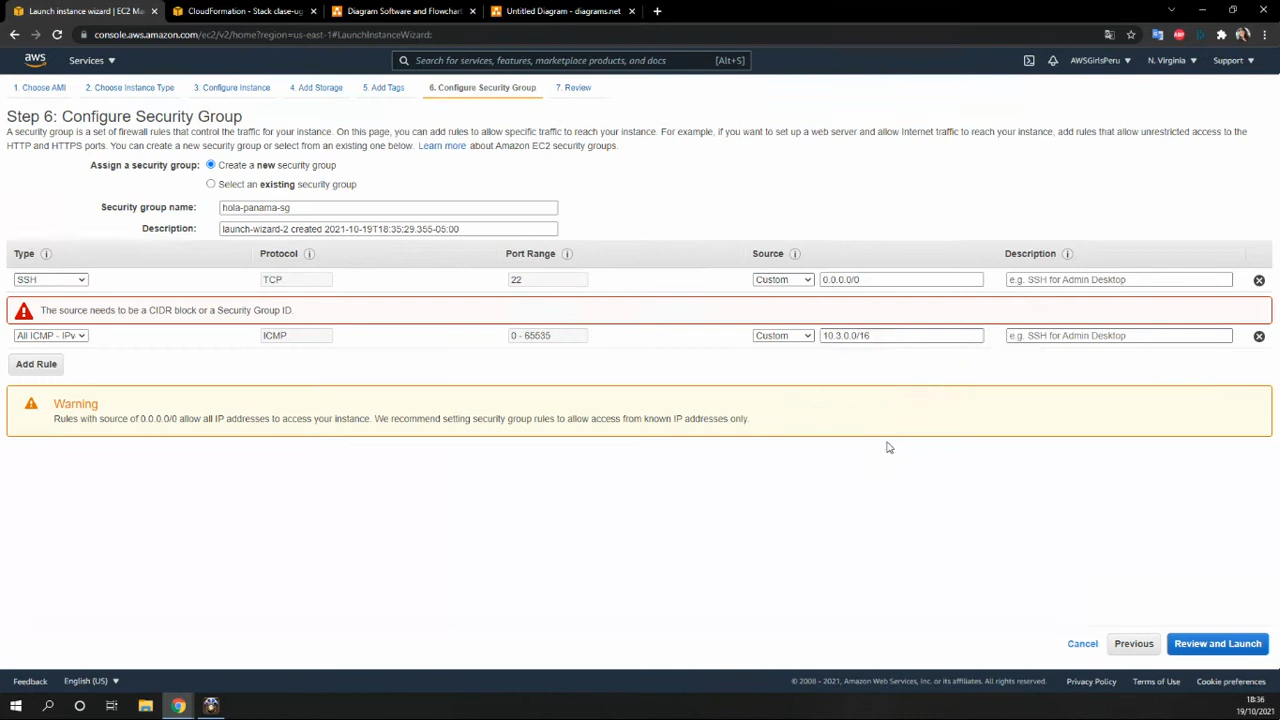 Launch instance wizard | EC2 Ma
CloudFormation - Stack clase-ug
Diagram Software and Flowchart
Untitled Diagram - diagrams.net
console.aws.amazon.com/ec2/v2/home?region=us-east-1#LaunchInstanceWizard:
aws
Services
Search for services, features, marketplace products, and docs
[Alt+S]
AWSGirlsPeru
N. Virginia
Support
1. Choose AMI
2. Choose Instance Type
3. Configure Instance
4. Add Storage
5. Add Tags
6. Configure Security Group
7. Review
Step 6: Configure Security Group
A security group is a set of firewall rules that control the traffic for your instance. On this page, you can add rules to allow specific traffic to reach your instance. For example, if you want to set up a web server and allow Internet traffic to reach your instance, add rules that allow unrestricted access to the
HTTP and HTTPS ports. You can create a new security group or select from an existing one below. Learn more about Amazon EC2 security groups.
Assign a security group: Create a new security group
Select an existing security group
Security group name: hola-panama-sg
Description: launch-wizard-2 created 2021-10-19T18:35:29.355-05:00
Type
Protocol
Port Range
Source
Description
SSH
TCP
22
Custom
0.0.0.0/0
e.g. SSH for Admin Desktop
The source needs to be a CIDR block or a Security Group ID.
All ICMP - IPv
ICMP
0 - 65535
Custom
10.3.0.0/16
e.g. SSH for Admin Desktop
Add Rule
Warning
Rules with source of 0.0.0.0/0 allow all IP addresses to access your instance. We recommend setting security group rules to allow access from known IP addresses only.
Cancel
Previous
Review and Launch
Feedback
English (US)
© 2008 - 2021, Amazon Web Services, Inc. or its affiliates. All rights reserved.
Privacy Policy
Terms of Use
Cookie preferences
18:36
19/10/2021